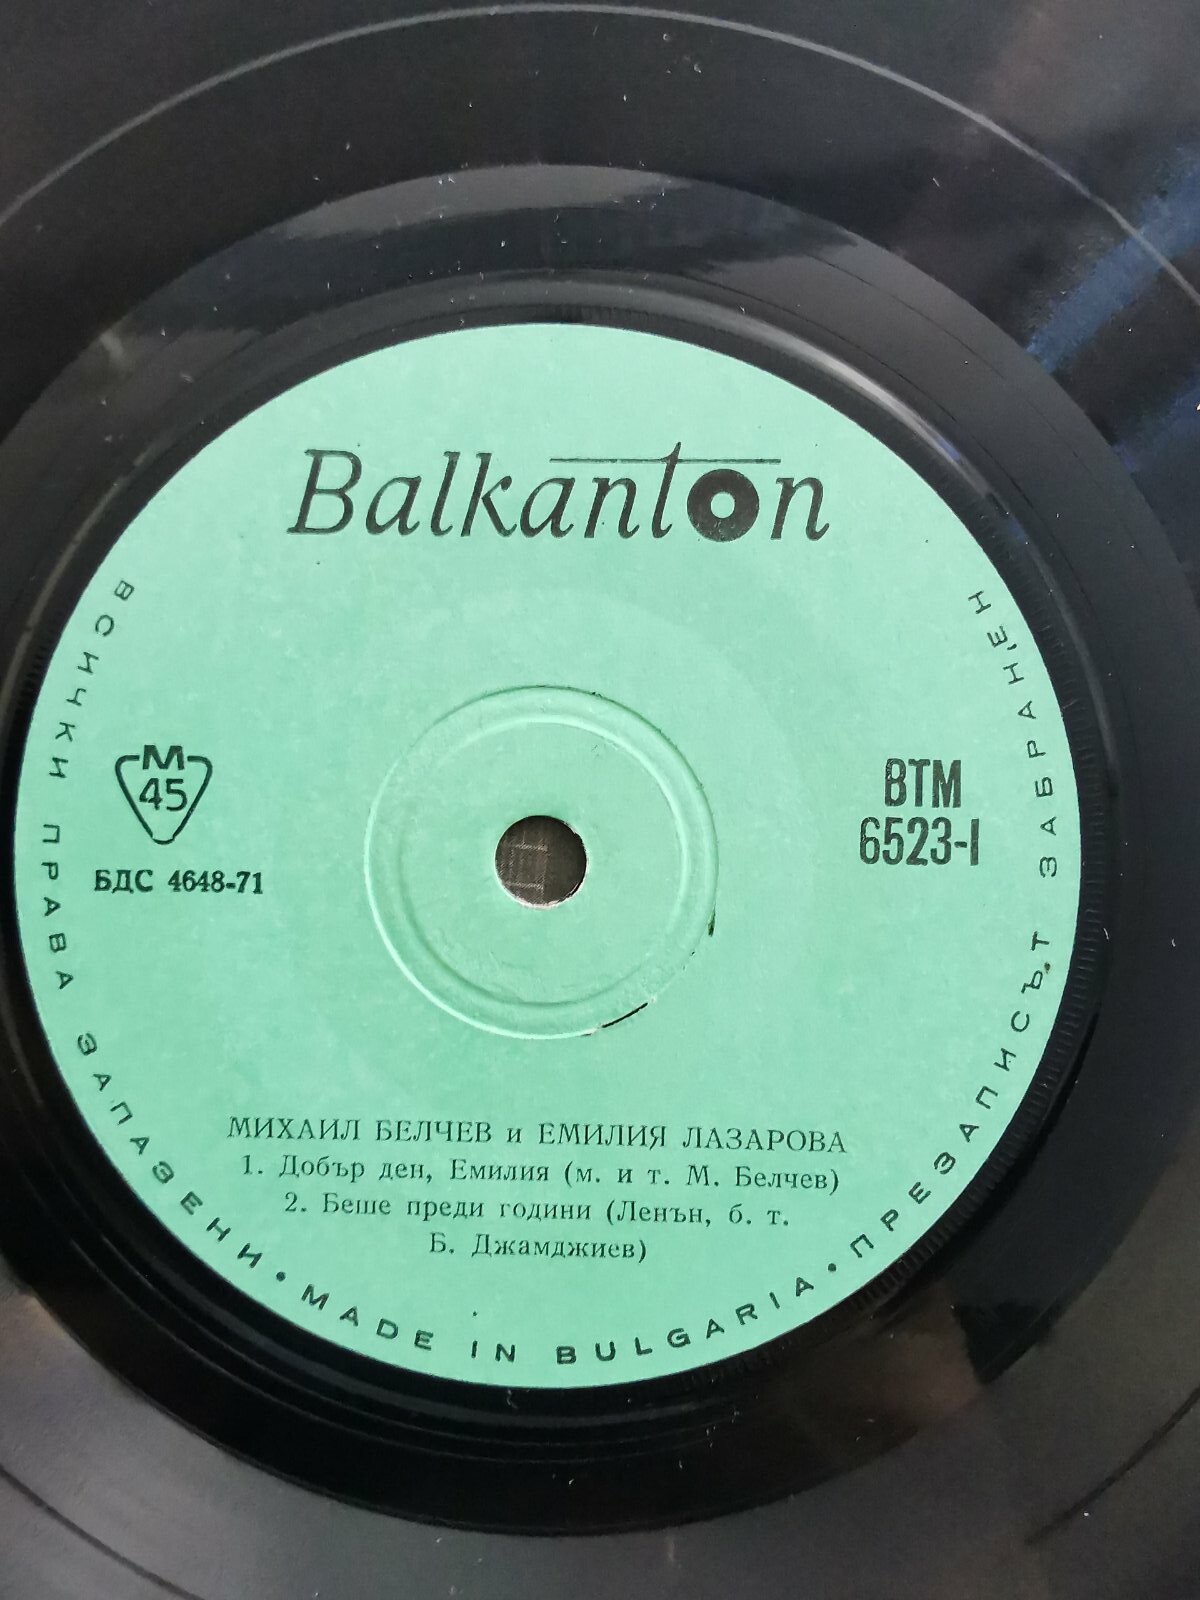 Balkanton
M
45
БДС 4648-71
ВТМ
6523-I
МИХАИЛ БЕЛЧЕВ и ЕМИЛИЯ ЛАЗАРОВА
1. Добър ден, Емилия (м. и т. М. Белчев)
2. Беше преди години (Ленън, б. т.
Б. Джамджиев)
ВСИЧКИ ПРАВА ЗАПАЗЕНИ • MADE IN BULGARIA • ПРЕЗАПИСЪТ ЗАБРАНЕН